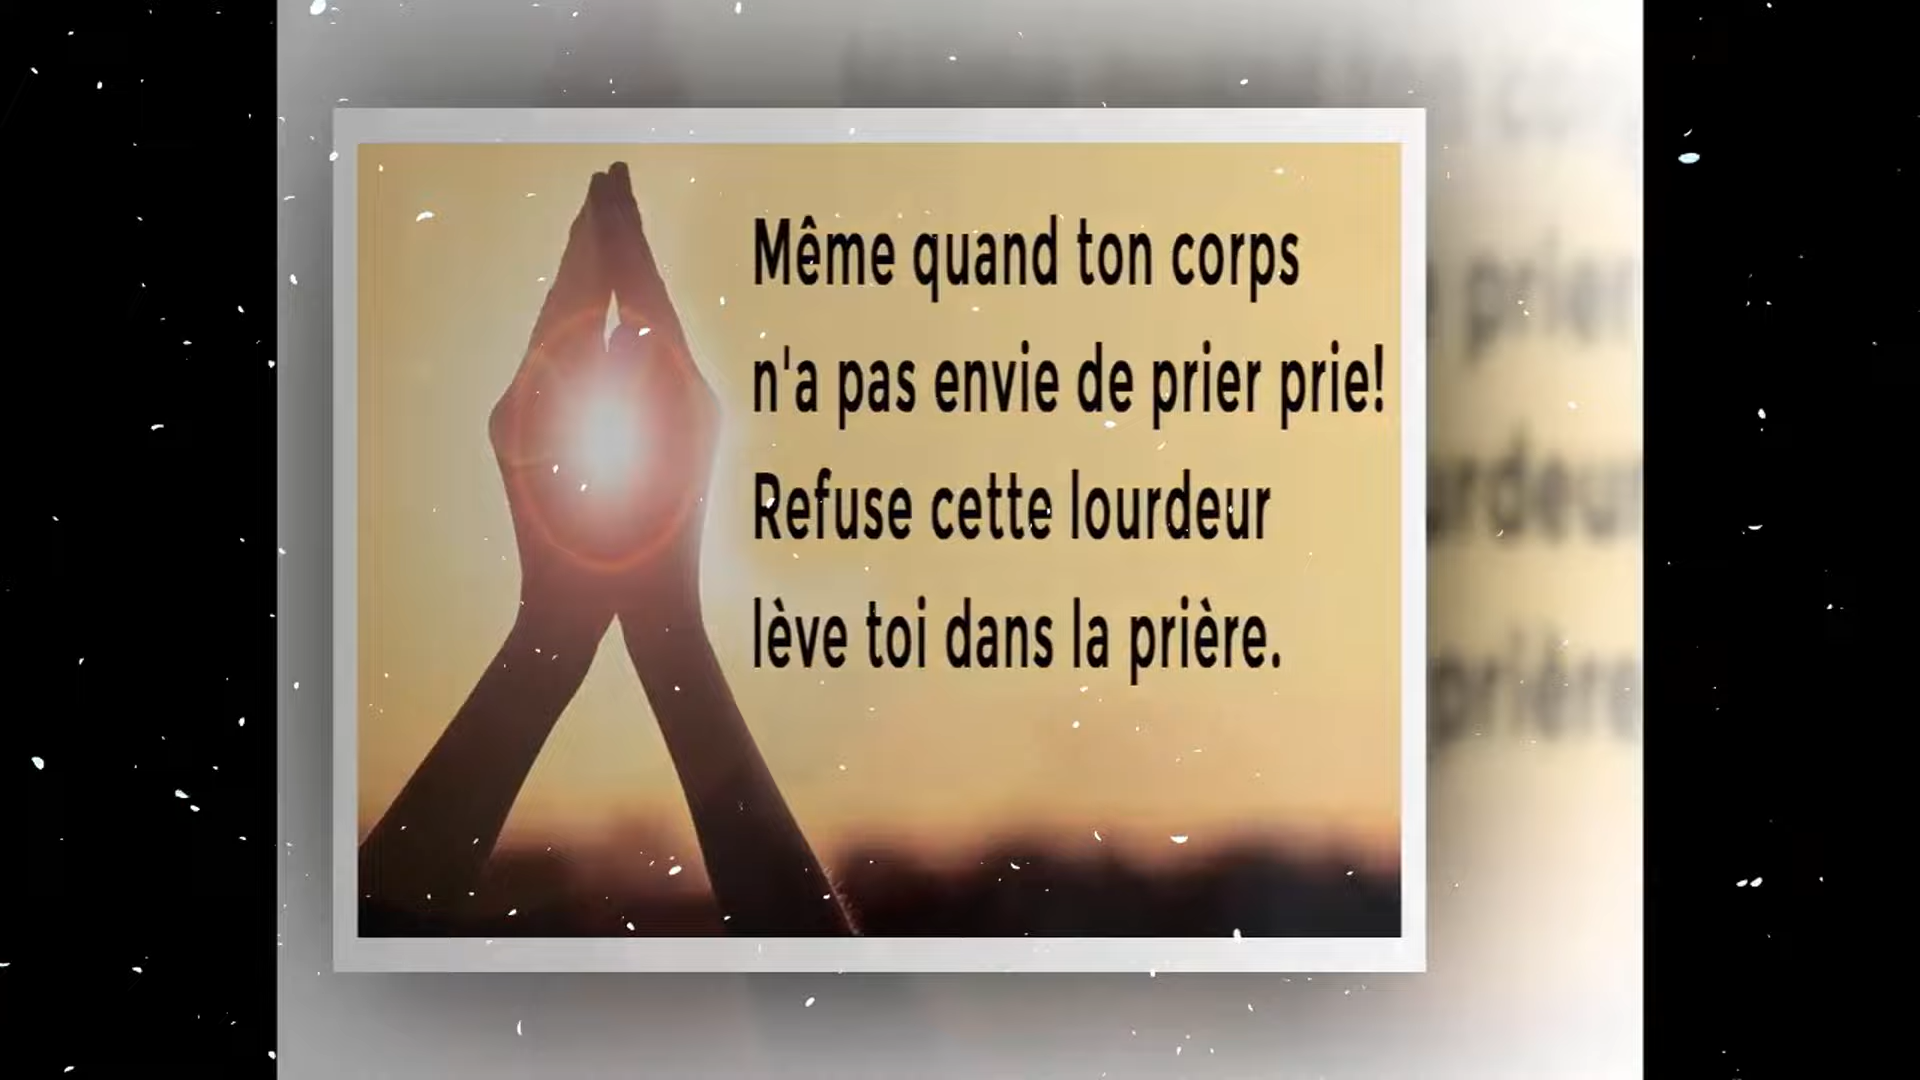 Même quand ton corps
n'a pas envie de prier prie!
Refuse cette lourdeur
lève toi dans la prière.